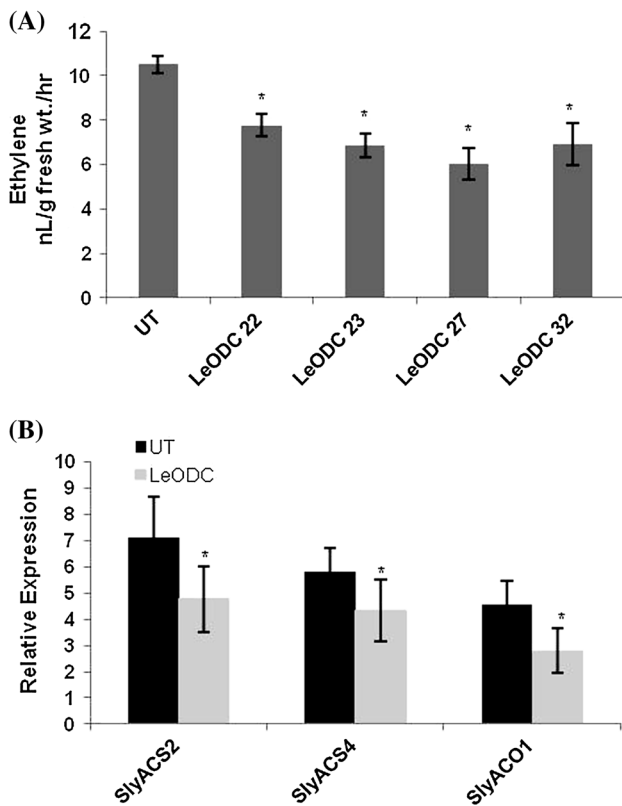 (A)
Ethylene
nL/g fresh wt./hr
12
10
8
6
4
2
0
*
*
*
*
UT
LeODC 22
LeODC 23
LeODC 27
LeODC 32
(B)
UT
LeODC
Relative Expression
10
9
8
7
6
5
4
3
2
1
0
*
*
*
SlyACS2
SlyACS4
SlyACO1